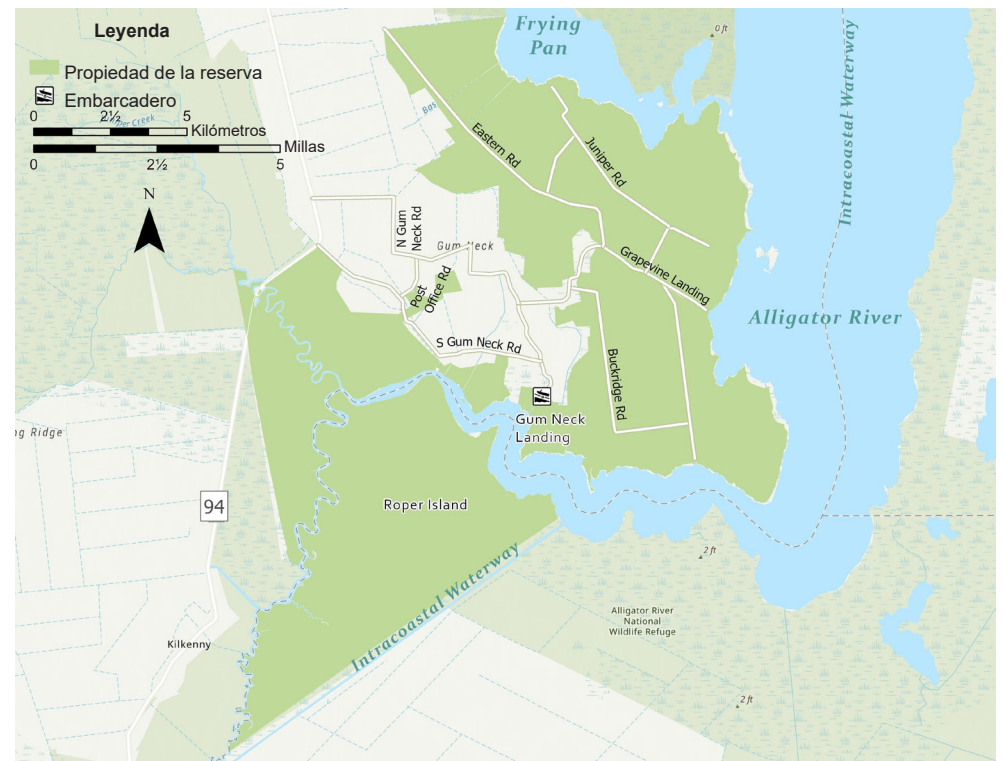 Leyenda
Propiedad de la reserva
Embarcadero
0 2½ 5
Kilómetros
Millas
0 2½ 5
N
Frying
Pan
0 ft
Intracoastal Waterway
Eastern Rd
Juniper Rd
N Gum
Neck Rd
Gum Neck
Post
Office Rd
Grapevine Landing
Alligator River
S Gum Neck Rd
Buckridge Rd
Gum Neck
Landing
ng Ridge
94
Roper Island
Intracoastal Waterway
2 ft
Alligator River
National
Wildlife Refuge
Kilkenny
2 ft